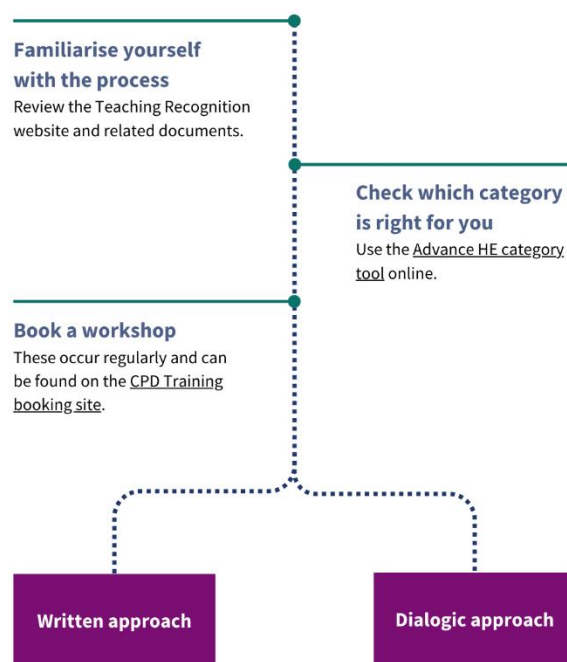 Familiarise yourself
with the process
Review the Teaching Recognition
website and related documents.
Check which category
is right for you
Use the Advance HE category
tool online.
Book a workshop
These occur regularly and can
be found on the CPD Training
booking site.
Written approach
Dialogic approach